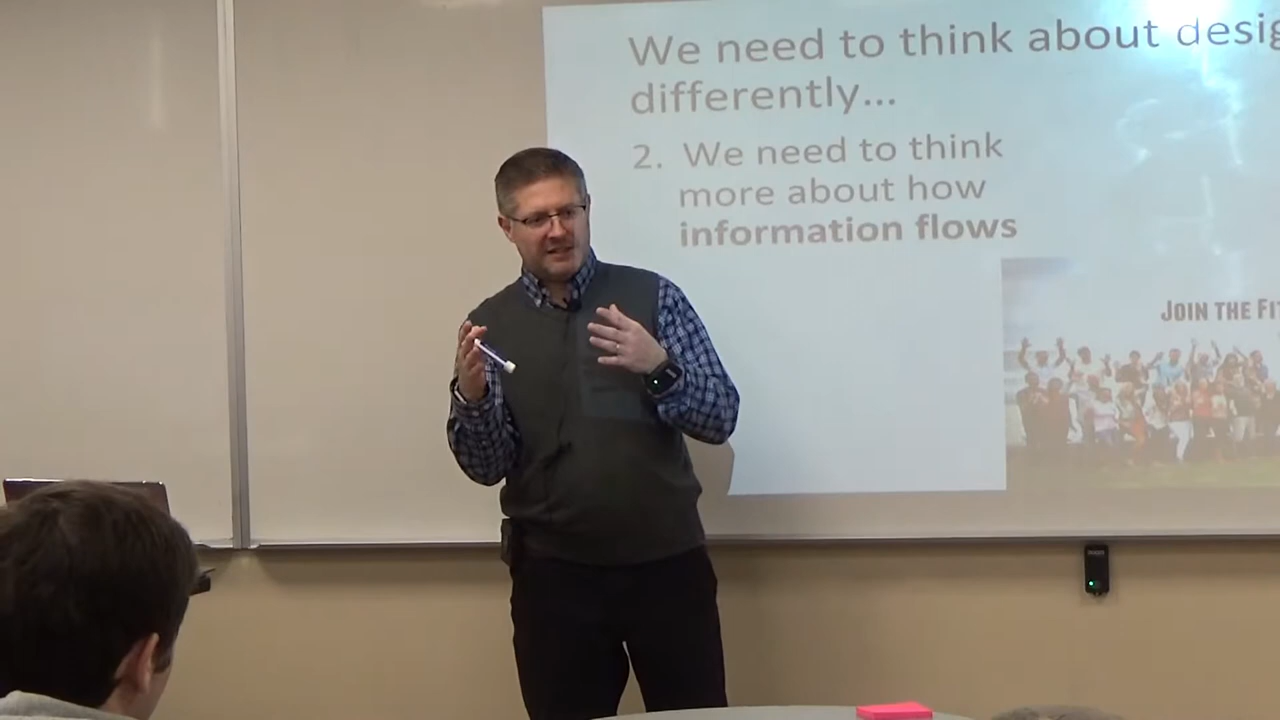 We need to think about desig
differently...
2. We need to think
more about how
information flows
JOIN THE FI